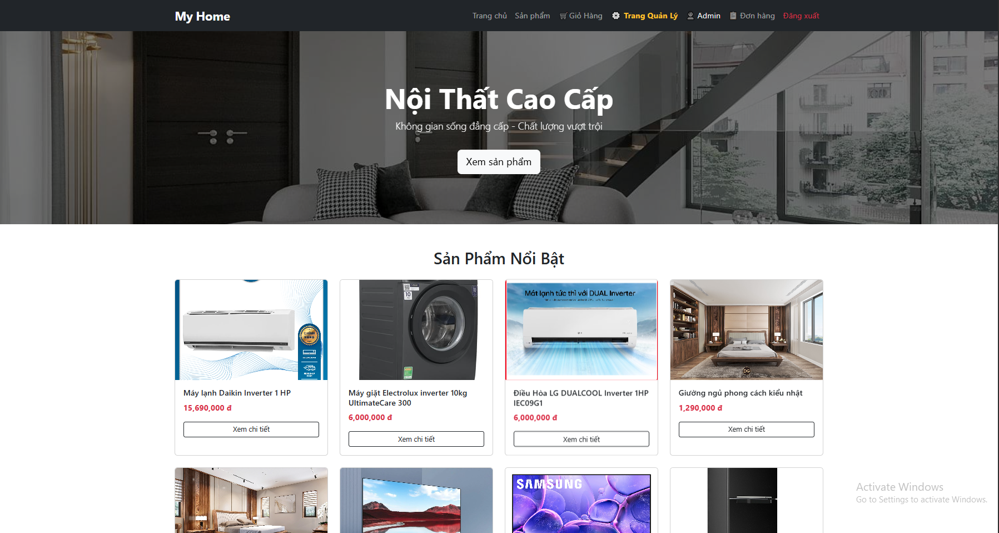 My Home
Trang chủ
Sản phẩm
Giỏ Hàng
Trang Quản Lý
Admin
Đơn hàng
Đăng xuất
Nội Thất Cao Cấp
Không gian sống đẳng cấp - Chất lượng vượt trội
Xem sản phẩm
Sản Phẩm Nổi Bật
CHÍNH
HÃNG
10
10
Mát lạnh tức thì với DUAL Inverter
DG
Máy lạnh Daikin Inverter 1 HP
15,690,000 đ
Xem chi tiết
Máy giặt Electrolux inverter 10kg
UltimateCare 300
6,000,000 đ
Xem chi tiết
Điều Hòa LG DUALCOOL Inverter 1HP
IEC09G1
6,000,000 đ
Xem chi tiết
Giường ngủ phong cách kiểu nhật
1,290,000 đ
Xem chi tiết
SAMSUNG
Activate Windows
Go to Settings to activate Windows.